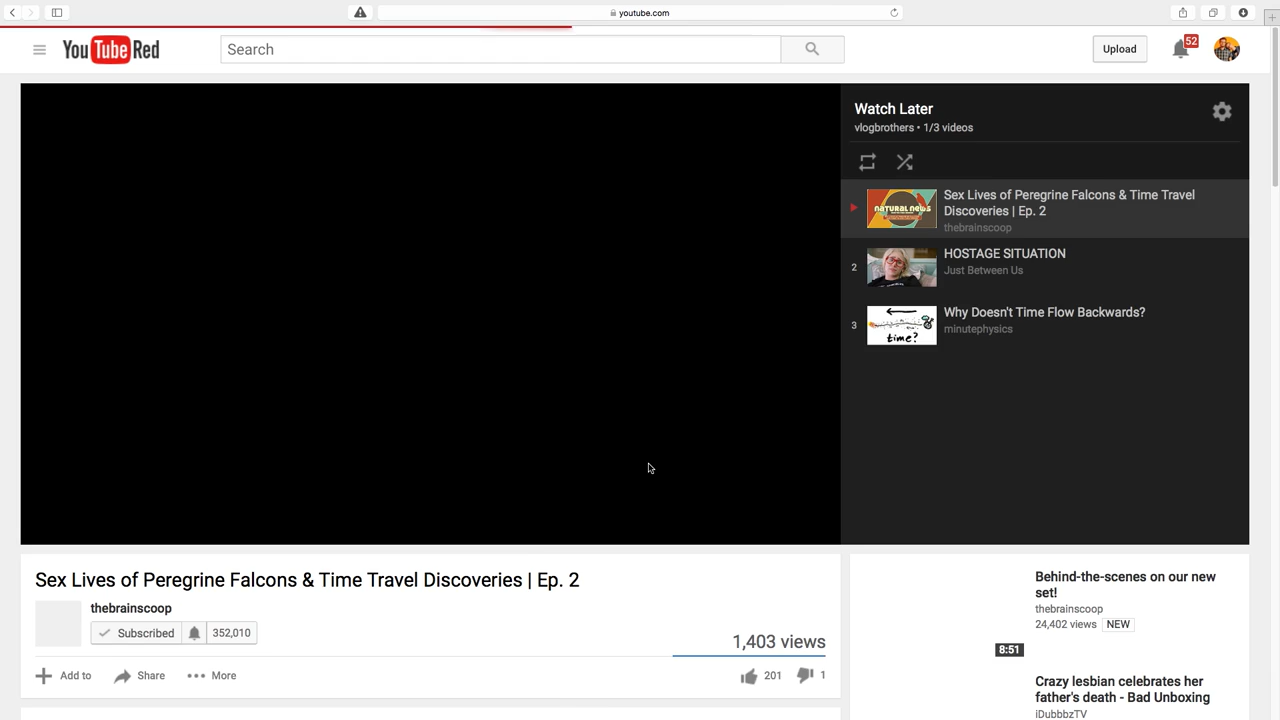 youtube.com
YouTube Red
Search
Upload
52
Watch Later
vlogbrothers • 1/3 videos
NATURAL NEWS
Sex Lives of Peregrine Falcons & Time Travel
Discoveries | Ep. 2
thebrainscoop
2
HOSTAGE SITUATION
Just Between Us
3
time?
Why Doesn't Time Flow Backwards?
minutephysics
Sex Lives of Peregrine Falcons & Time Travel Discoveries | Ep. 2
thebrainscoop
Subscribed
352,010
1,403 views
Add to
Share
More
201
1
Behind-the-scenes on our new
set!
thebrainscoop
24,402 views NEW
8:51
Crazy lesbian celebrates her
father's death - Bad Unboxing
iDubbbzTV